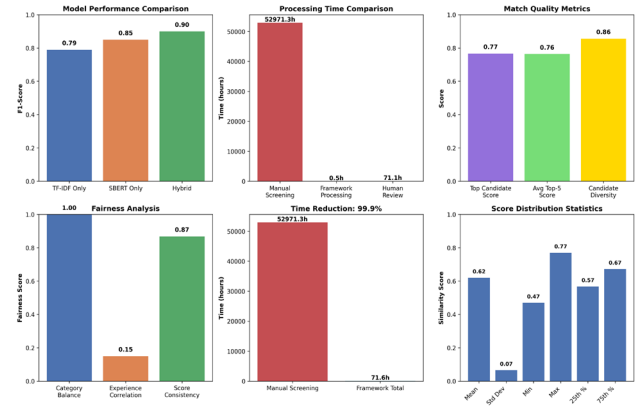 Model Performance Comparison
F1-Score
1.0
0.8
0.6
0.4
0.2
0.0
0.79
0.85
0.90
TF-IDF Only
SBERT Only
Hybrid
Processing Time Comparison
Time (hours)
50000
40000
30000
20000
10000
0
52971.3h
0.5h
71.1h
Manual
Screening
Framework
Processing
Human
Review
Match Quality Metrics
Score
1.0
0.8
0.6
0.4
0.2
0.0
0.77
0.76
0.86
Top Candidate
Score
Avg Top-5
Score
Candidate
Diversity
Fairness Analysis
Fairness Score
1.0
0.8
0.6
0.4
0.2
0.0
1.00
0.15
0.87
Category
Balance
Experience
Correlation
Score
Consistency
Time Reduction: 99.9%
Time (hours)
50000
40000
30000
20000
10000
0
52971.3h
71.6h
Manual Screening
Framework Total
Score Distribution Statistics
Similarity Score
1.0
0.8
0.6
0.4
0.2
0.0
0.62
0.07
0.47
0.77
0.57
0.67
Mean
Std Dev
Min
Max
25th %
75th %